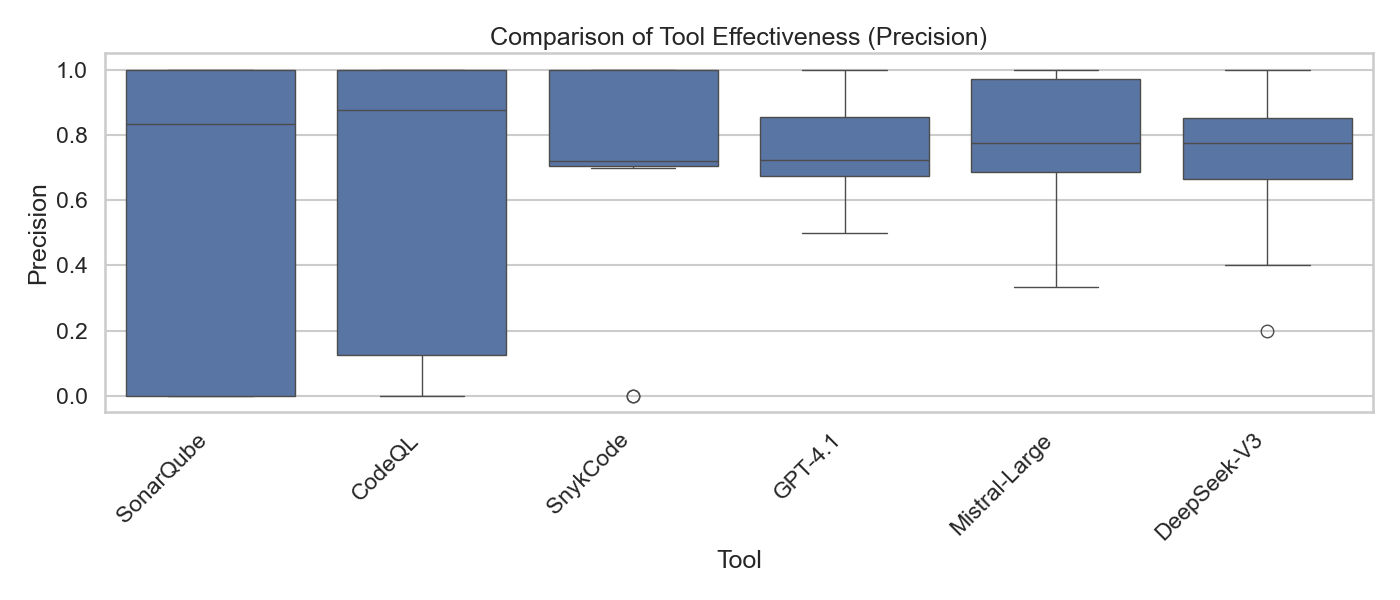 Comparison of Tool Effectiveness (Precision)
1.0
0.8
0.6
0.4
0.2
0.0
Precision
SonarQube
CodeQL
SnykCode
GPT-4.1
Mistral-Large
DeepSeek-V3
Tool